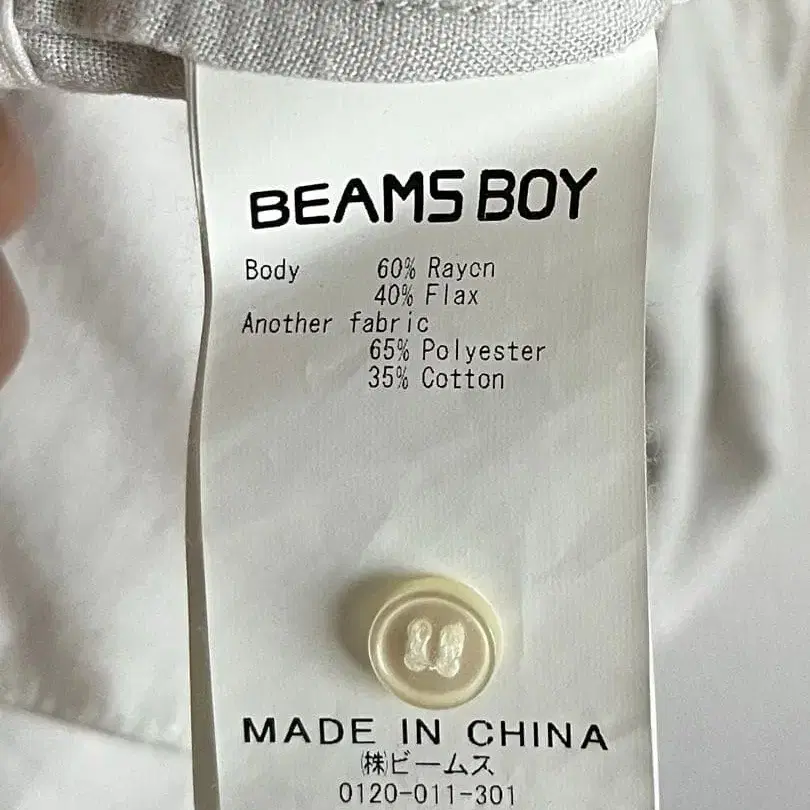 BEAMS BOY
Body 60% Rayon
40% Flax
Another fabric
65% Polyester
35% Cotton
MADE IN CHINA
(株)ビームス
0120-011-301